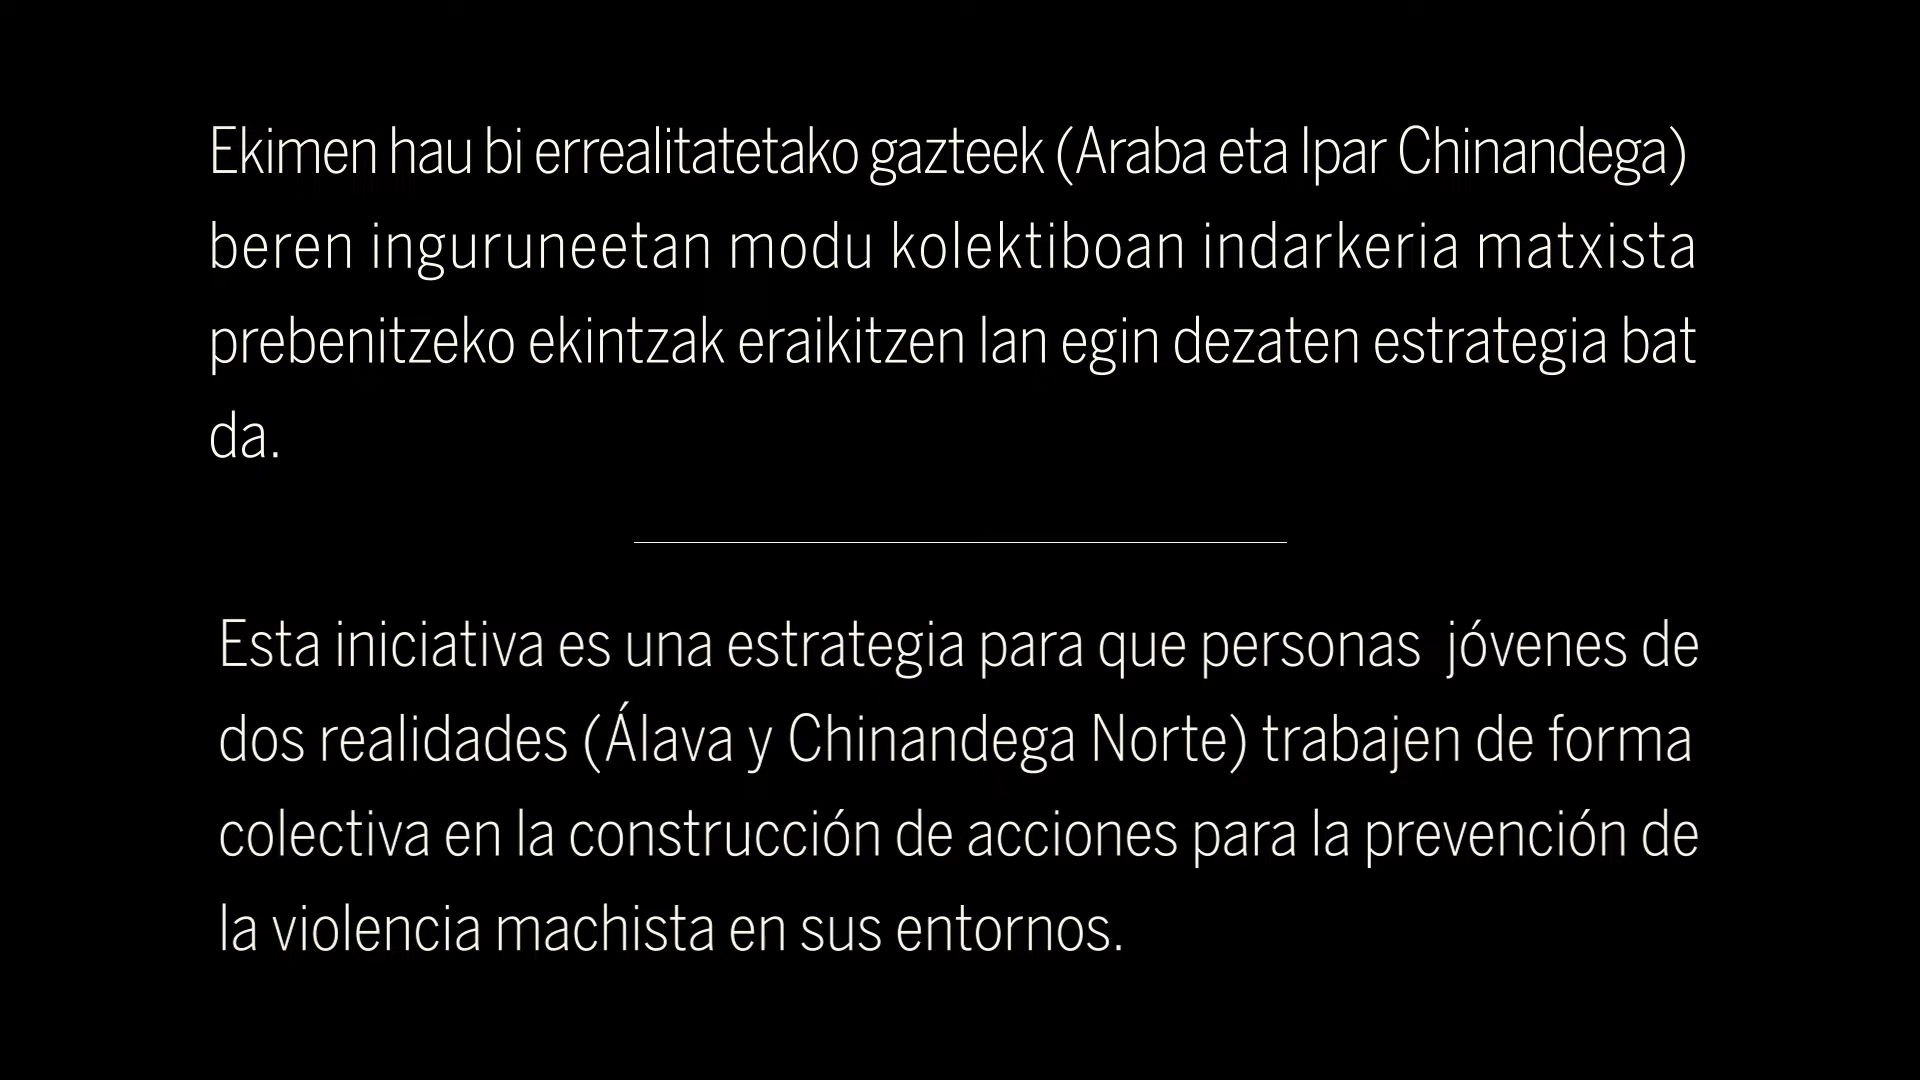 Ekimen hau bi errealitatetako gazteek (Araba eta Ipar Chinandega)
beren inguruneetan modu kolektiboan indarkeria matxista
prebenitzeko ekintzak eraikitzen lan egin dezaten estrategia bat
da.
Esta iniciativa es una estrategia para que personas  jóvenes de
dos realidades (Álava y Chinandega Norte) trabajen de forma
colectiva en la construcción de acciones para la prevención de
la violencia machista en sus entornos.